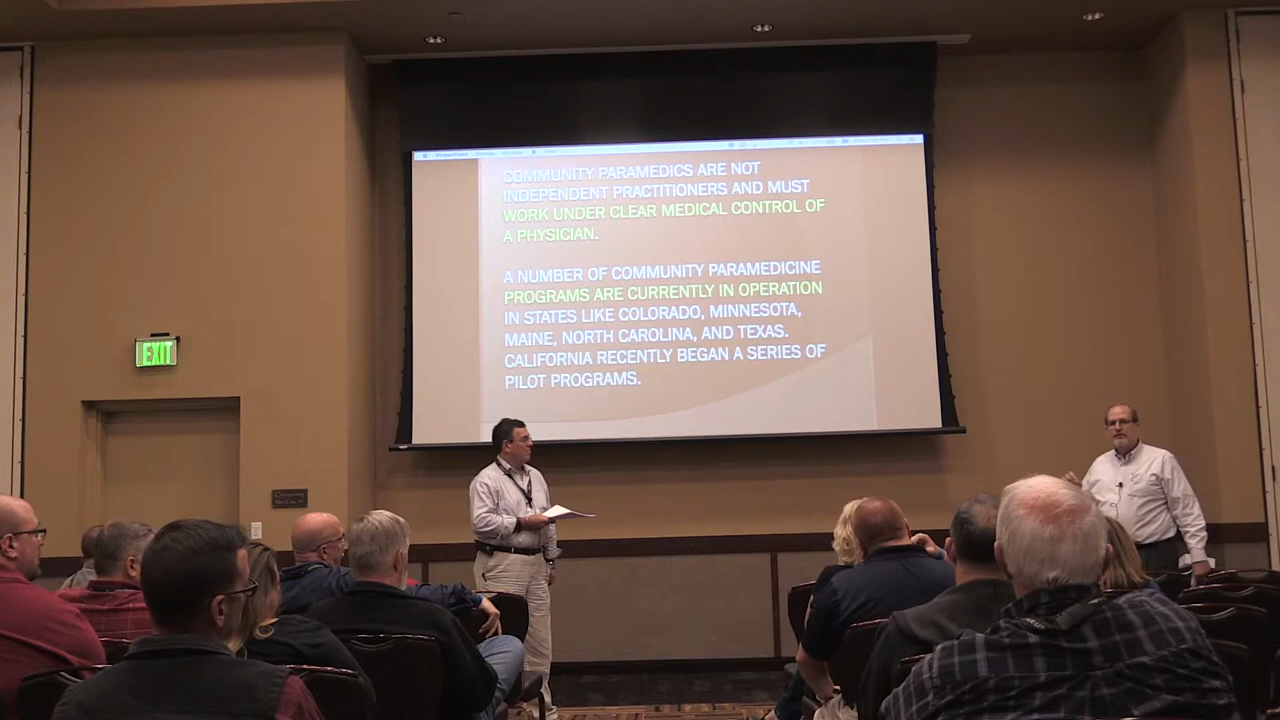 PowerPoint
COMMUNITY PARAMEDICS ARE NOT
INDEPENDENT PRACTITIONERS AND MUST
WORK UNDER CLEAR MEDICAL CONTROL OF
A PHYSICIAN.
A NUMBER OF COMMUNITY PARAMEDICINE
PROGRAMS ARE CURRENTLY IN OPERATION
IN STATES LIKE COLORADO, MINNESOTA,
MAINE, NORTH CAROLINA, AND TEXAS.
CALIFORNIA RECENTLY BEGAN A SERIES OF
PILOT PROGRAMS.
EXIT